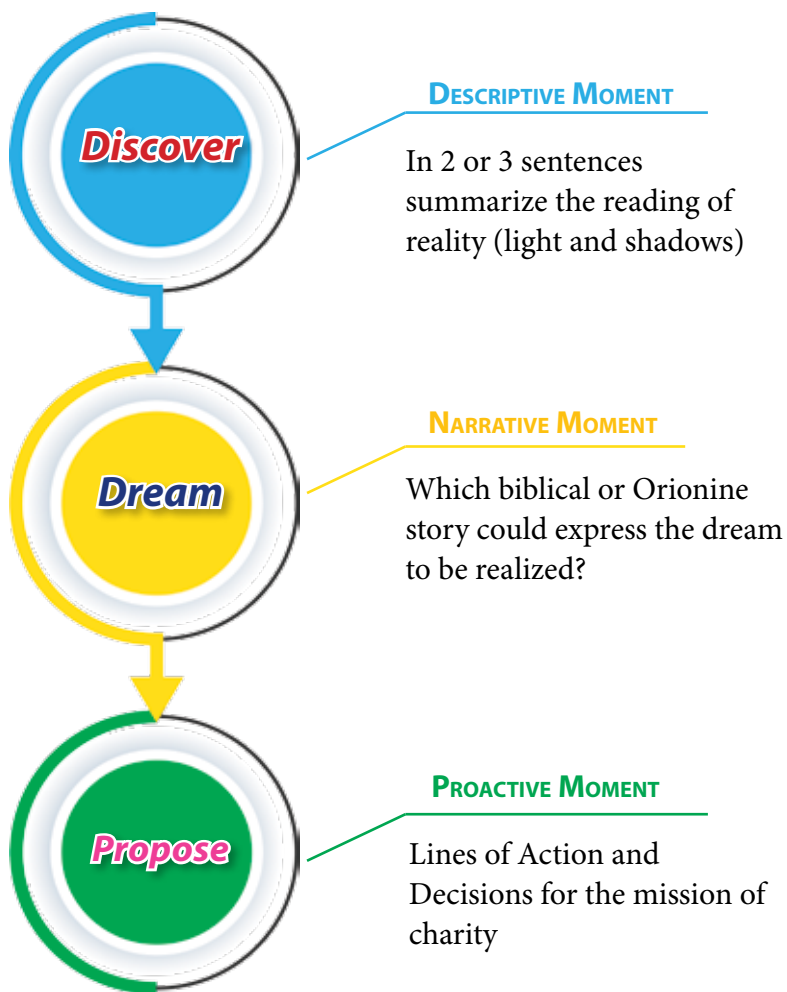 Discover
DESCRIPTIVE MOMENT
In 2 or 3 sentences
summarize the reading of
reality (light and shadows)
Dream
NARRATIVE MOMENT
Which biblical or Orionine
story could express the dream
to be realized?
Propose
PROACTIVE MOMENT
Lines of Action and
Decisions for the mission of
charity